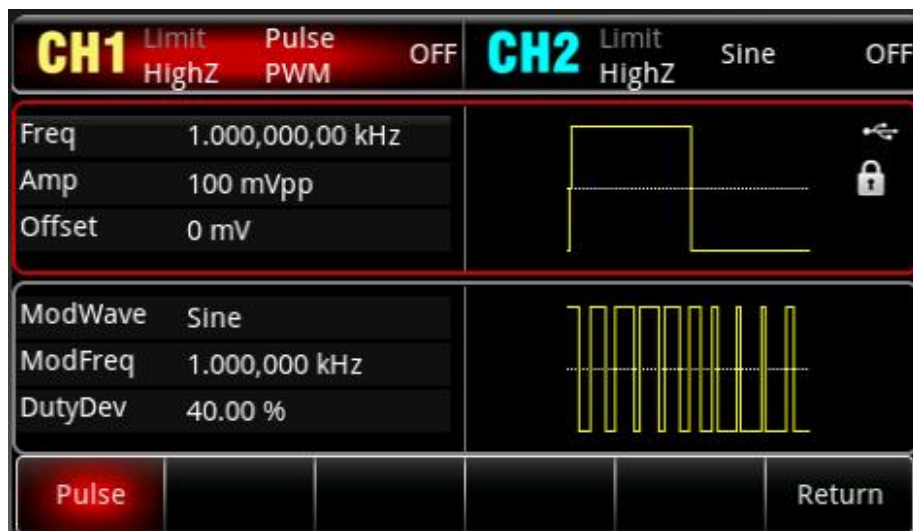 CH1 Limit Pulse OFF CH2 Limit Sine OFF
HighZ PWM HighZ
Freq 1.000,000,00 kHz
Amp 100 mVpp
Offset 0 mV
ModWave Sine
ModFreq 1.000,000 kHz
DutyDev 40.00 %
Pulse Return